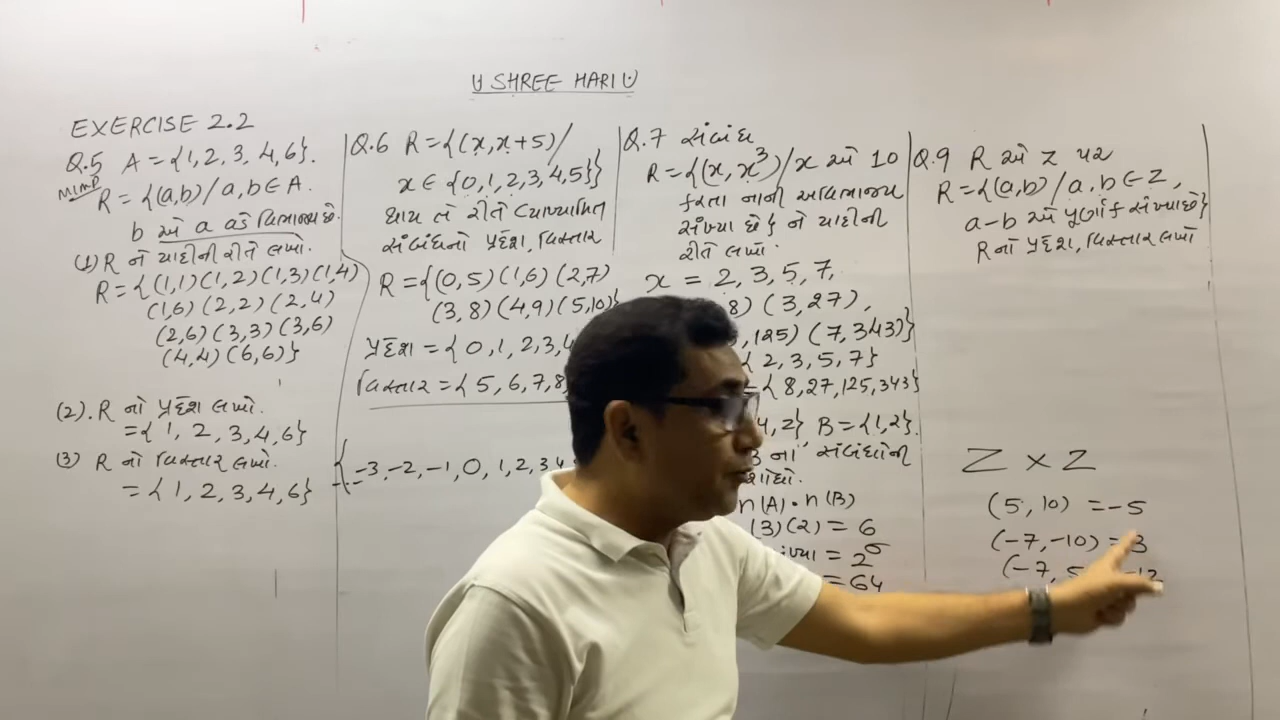 U SHREE HARI U
EXERCISE 2.2
Q.5 A = {1, 2, 3, 4, 6}.
MIMP
R = {(a,b) / a, b ∈ A.
b એ a વડે વિભાજ્ય છે.
(1) R ને યાદીની રીતે લખો.
R = {(1,1)(1,2)(1,3)(1,4)
(1,6)(2,2)(2,4)
(2,6)(3,3)(3,6)
(4,4)(6,6)}
(2). R નો પ્રદેશ લખો.
= {1, 2, 3, 4, 6}
(3) R નો વિસ્તાર લખો.
= {1, 2, 3, 4, 6}
Q.6 R = {(x, x+5) /
x ∈ {0,1,2,3,4,5}}
થાય તે રીતે વ્યાખ્યાયિત
સંબંધનો પ્રદેશ, વિસ્તાર
R = {(0,5)(1,6)(2,7)
(3,8)(4,9)(5,10)}
પ્રદેશ = {0,1,2,3,4
વિસ્તાર = {5,6,7,8,
{ -3, -2, -1, 0, 1, 2, 3 4
Q.7 સંબંધ
R = {(x, x³) / x એ 10
કરતા નાની અવિભાજ્ય
સંખ્યા છે} ને યાદીની
રીતે લખો.
x = 2, 3, 5, 7,
8) (3,27),
125) (7,343)}
{2,3,5,7}
= {8,27,125,343}
, 2} B = {1,2}.
નાં સંબંધોની
શોધો.
n(A) • n(B)
(3)(2) = 6
= 2⁶
= 64
Q.9 R એ Z પર
R = {(a,b) / a, b ∈ Z,
a-b એ પૂર્ણાંક સંખ્યા છે}
R નો પ્રદેશ, વિસ્તાર લખો
Z × Z
(5, 10) = -5
(-7, -10) = 3
(-7, 5 -12